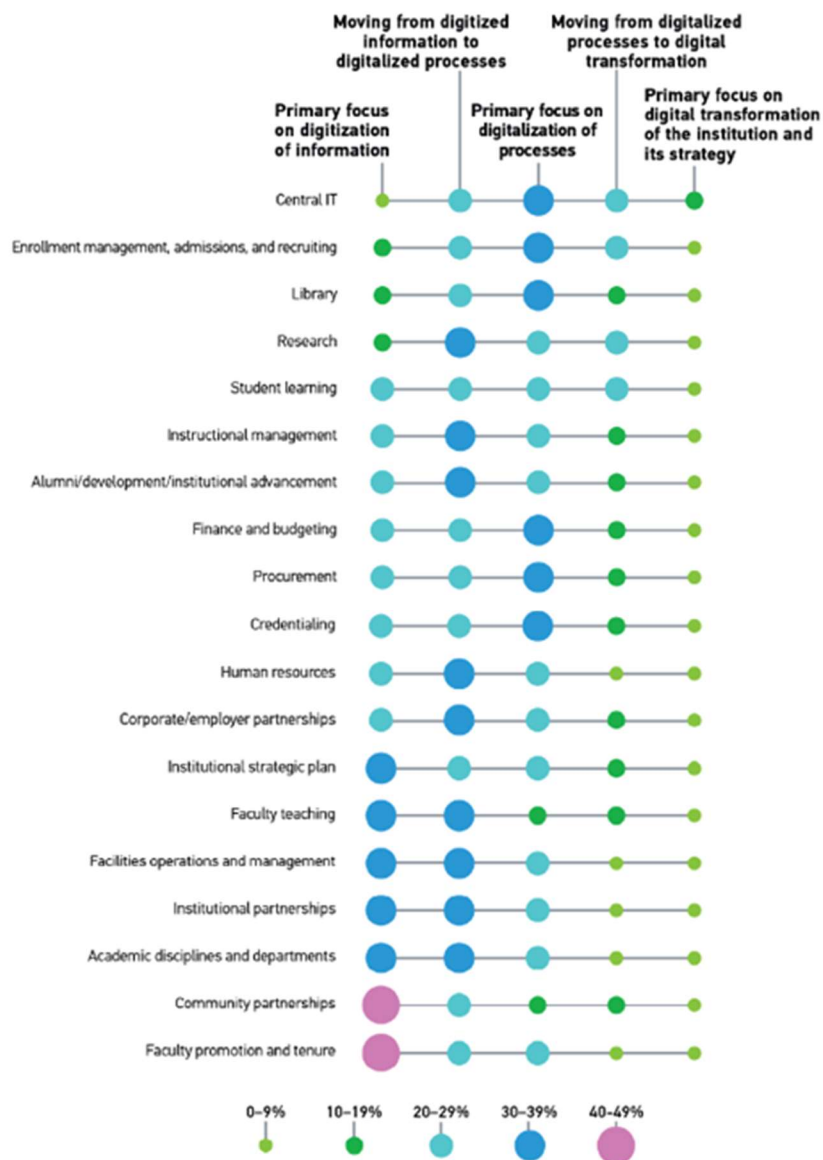 Moving from digitized
information to
digitalized processes
Moving from digitalized
processes to digital
transformation
Primary focus
on digitization
of information
Primary focus on
digitalization of
processes
Primary focus on
digital transformation
of the institution and
its strategy
Central IT
Enrollment management, admissions, and recruiting
Library
Research
Student learning
Instructional management
Alumni/development/institutional advancement
Finance and budgeting
Procurement
Credentialing
Human resources
Corporate/employer partnerships
Institutional strategic plan
Faculty teaching
Facilities operations and management
Institutional partnerships
Academic disciplines and departments
Community partnerships
Faculty promotion and tenure
0–9% 10–19% 20–29% 30–39% 40-49%